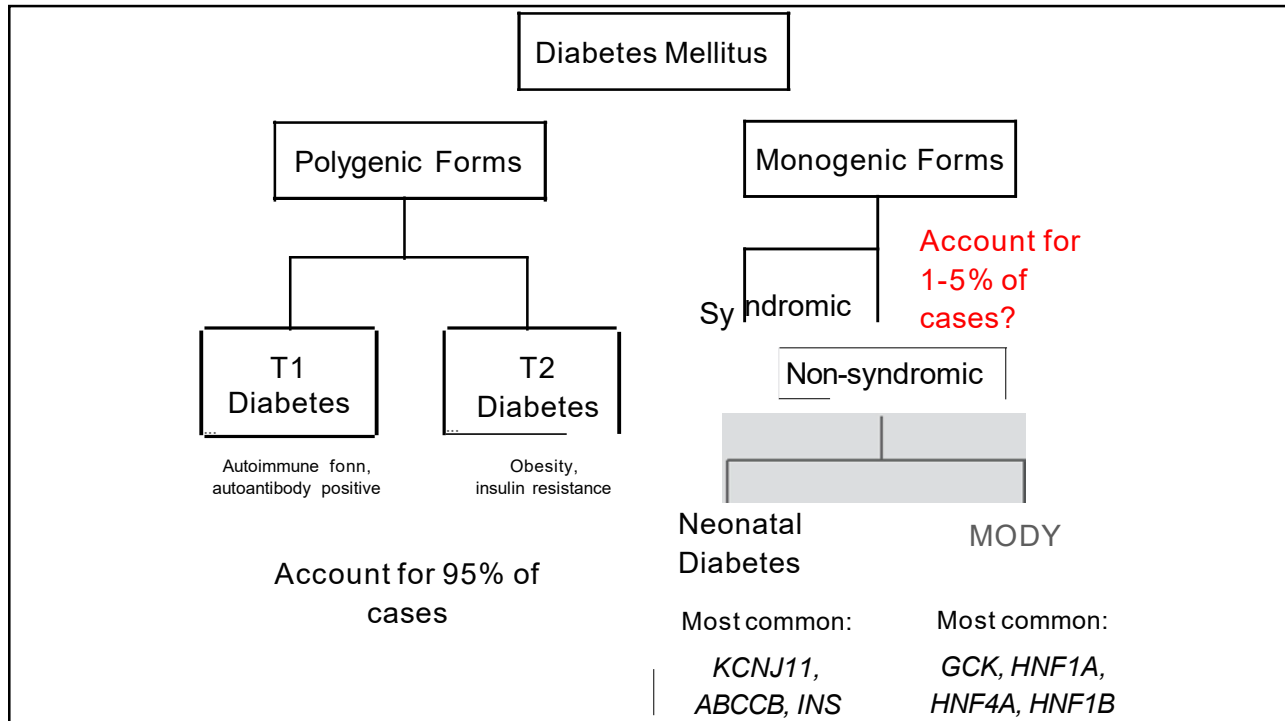 Diabetes Mellitus
Polygenic Forms
Monogenic Forms
Account for
1-5% of
cases?
Syndromic
Non-syndromic
T1
Diabetes
...
T2
Diabetes
...
Autoimmune fonn,
autoantibody positive
Obesity,
insulin resistance
Neonatal
Diabetes
MODY
Account for 95% of
cases
Most common:
KCNJ11,
ABCCB, INS
Most common:
GCK, HNF1A,
HNF4A, HNF1B